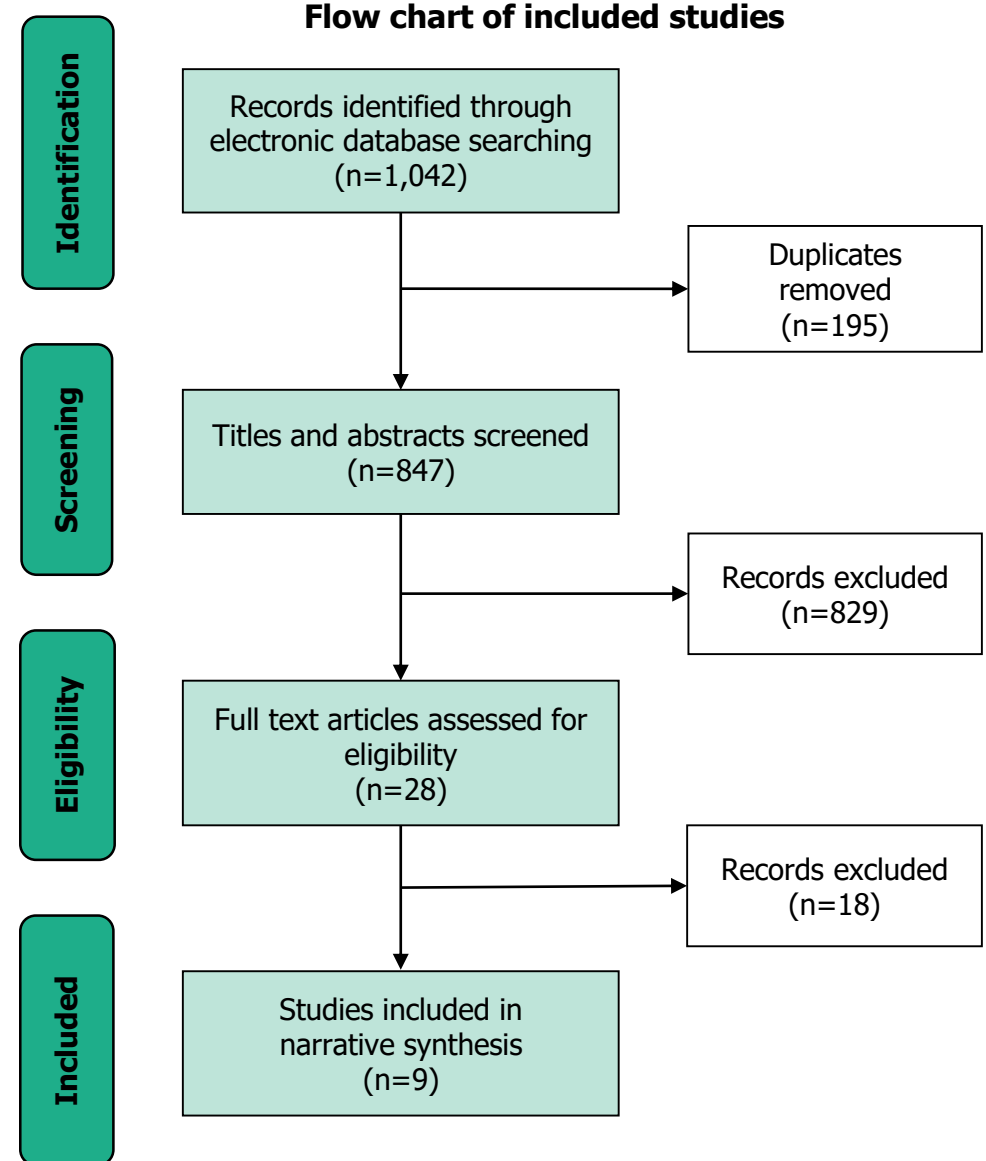 Flow chart of included studies
Identification
Records identified through
electronic database searching
(n=1,042)
Duplicates
removed
(n=195)
Screening
Titles and abstracts screened
(n=847)
Records excluded
(n=829)
Eligibility
Full text articles assessed for
eligibility
(n=28)
Records excluded
(n=18)
Included
Studies included in
narrative synthesis
(n=9)